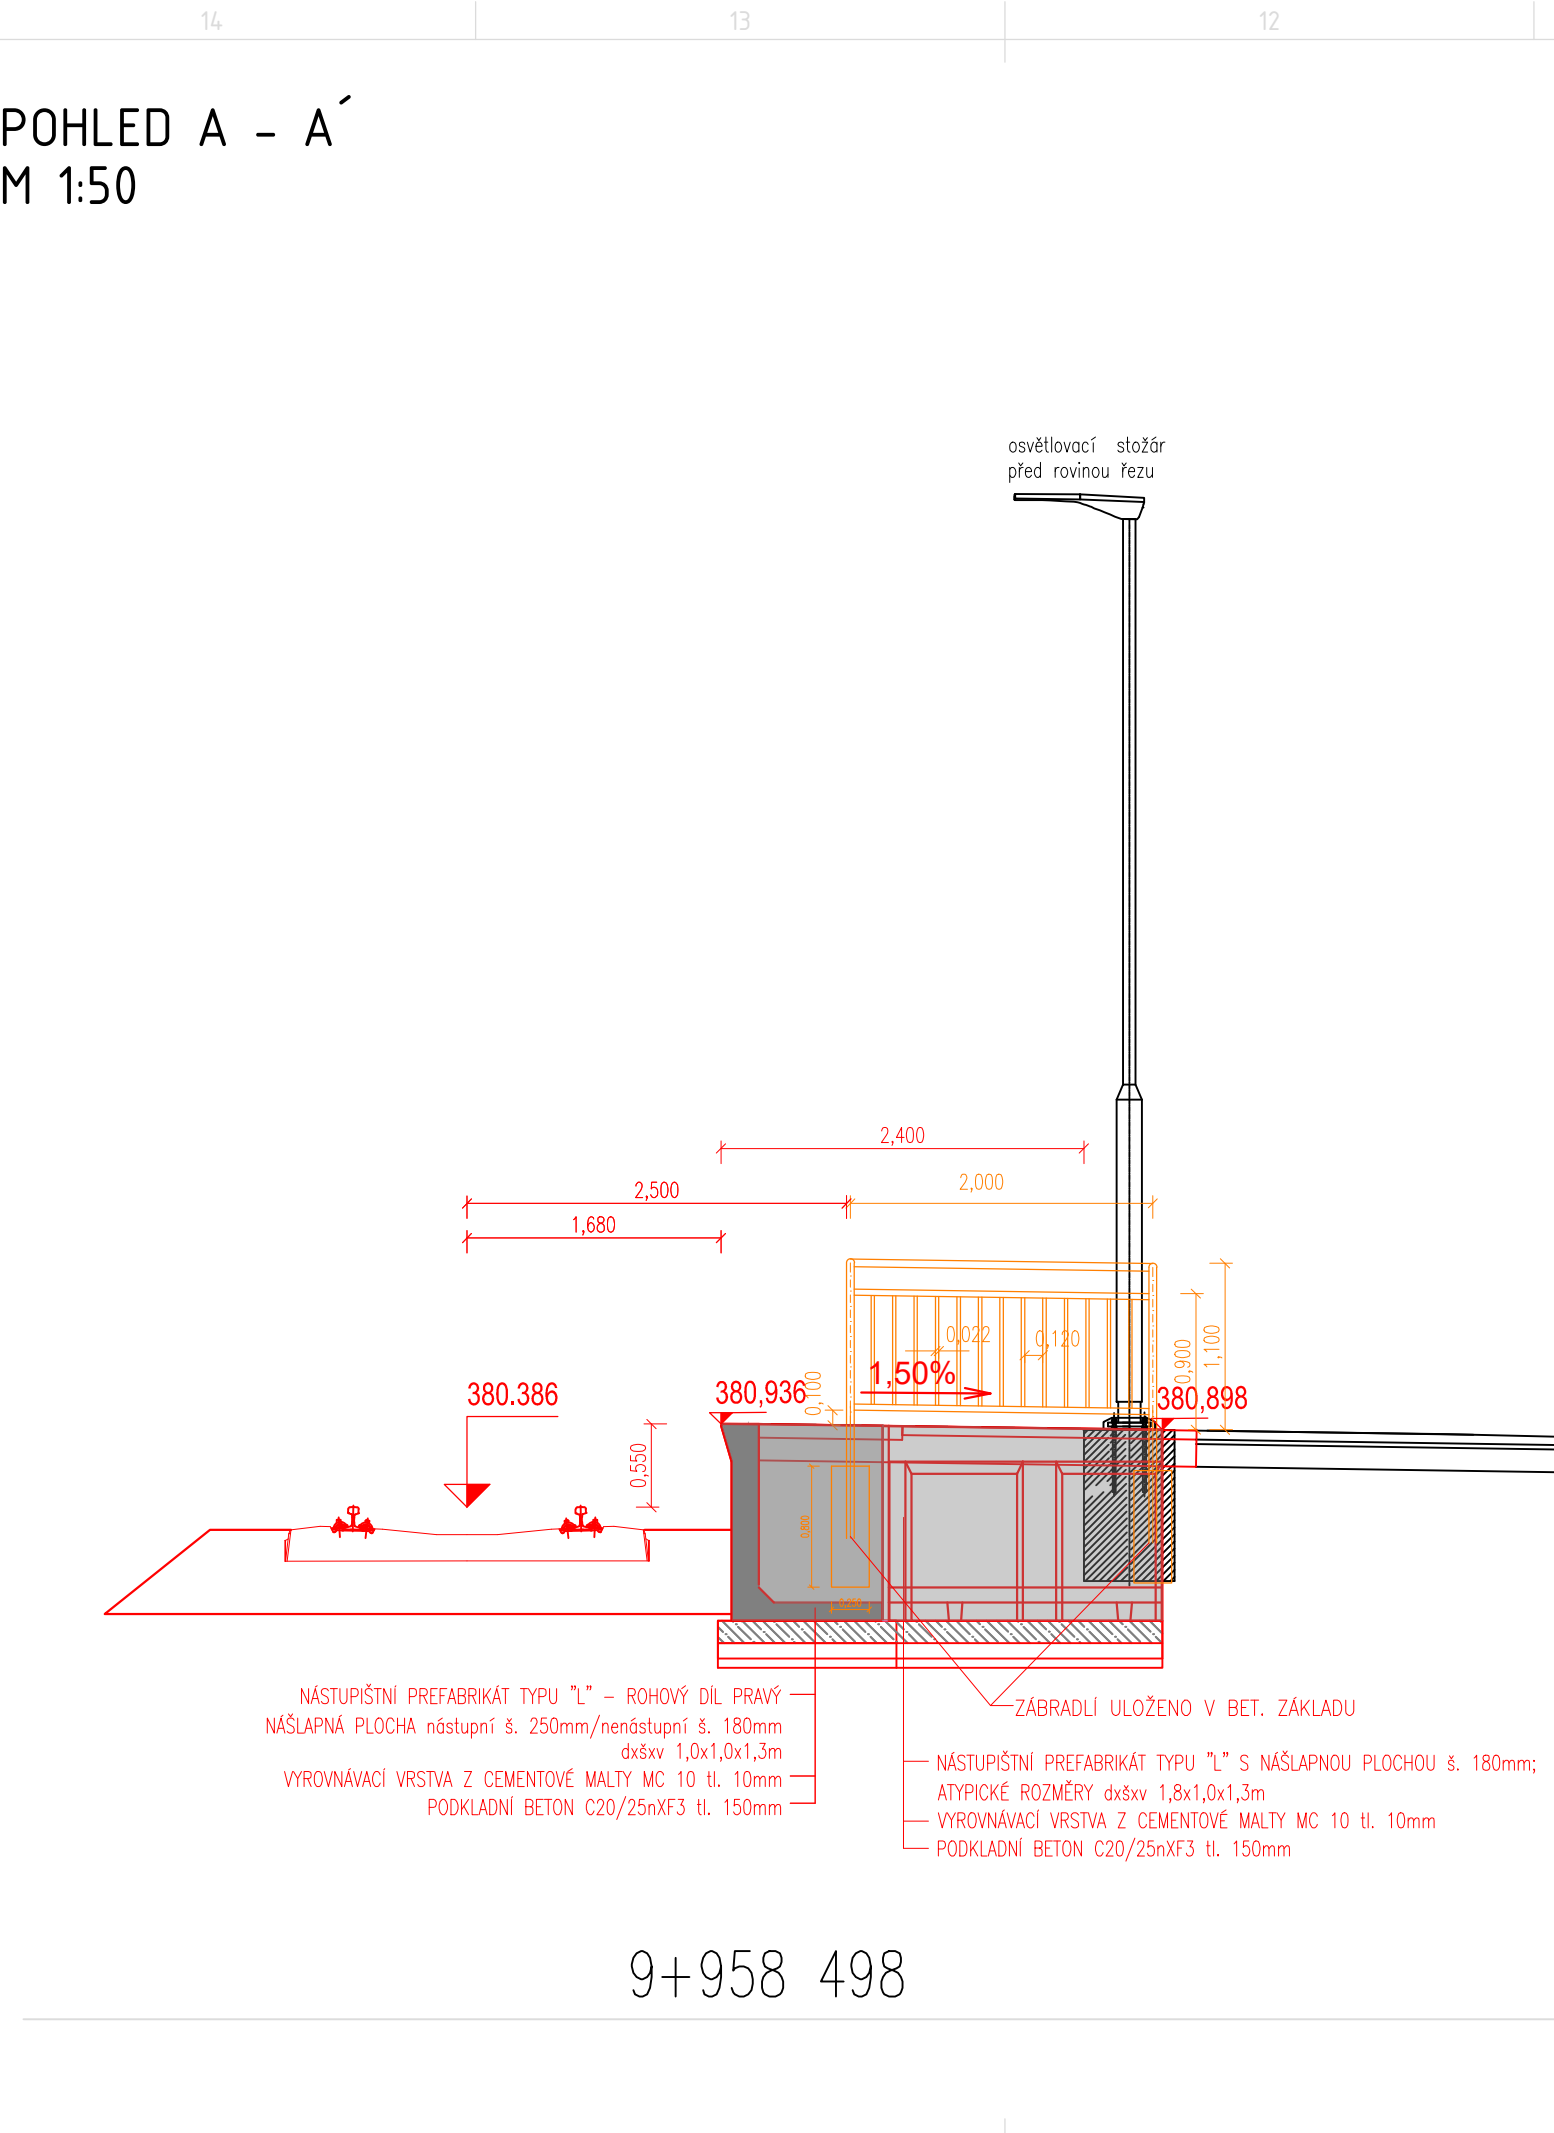 14 13 12
POHLED A - A´
M 1:50
osvětlovací stožár
před rovinou řezu
2,400
2,000
2,500
1,680
0,022
0,120
0,900
1,100
0,100
1,50%
380.386
380,936
380,898
0,550
0.800
0.250
NÁSTUPIŠTNÍ PREFABRIKÁT TYPU "L" – ROHOVÝ DÍL PRAVÝ
NÁŠLAPNÁ PLOCHA nástupní š. 250mm/nenástupní š. 180mm
dxšxv 1,0x1,0x1,3m
VYROVNÁVACÍ VRSTVA Z CEMENTOVÉ MALTY MC 10 tl. 10mm
PODKLADNÍ BETON C20/25nXF3 tl. 150mm
ZÁBRADLÍ ULOŽENO V BET. ZÁKLADU
NÁSTUPIŠTNÍ PREFABRIKÁT TYPU "L" S NÁŠLAPNOU PLOCHOU š. 180mm;
ATYPICKÉ ROZMĚRY dxšxv 1,8x1,0x1,3m
VYROVNÁVACÍ VRSTVA Z CEMENTOVÉ MALTY MC 10 tl. 10mm
PODKLADNÍ BETON C20/25nXF3 tl. 150mm
9+958 498